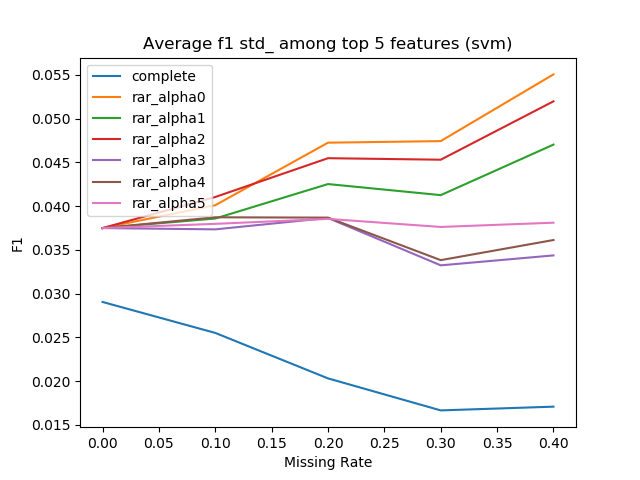 Average f1 std_ among top 5 features (svm)
complete
rar_alpha0
rar_alpha1
rar_alpha2
rar_alpha3
rar_alpha4
rar_alpha5
0.055
0.050
0.045
0.040
0.035
0.030
0.025
0.020
0.015
F1
0.00 0.05 0.10 0.15 0.20 0.25 0.30 0.35 0.40
Missing Rate